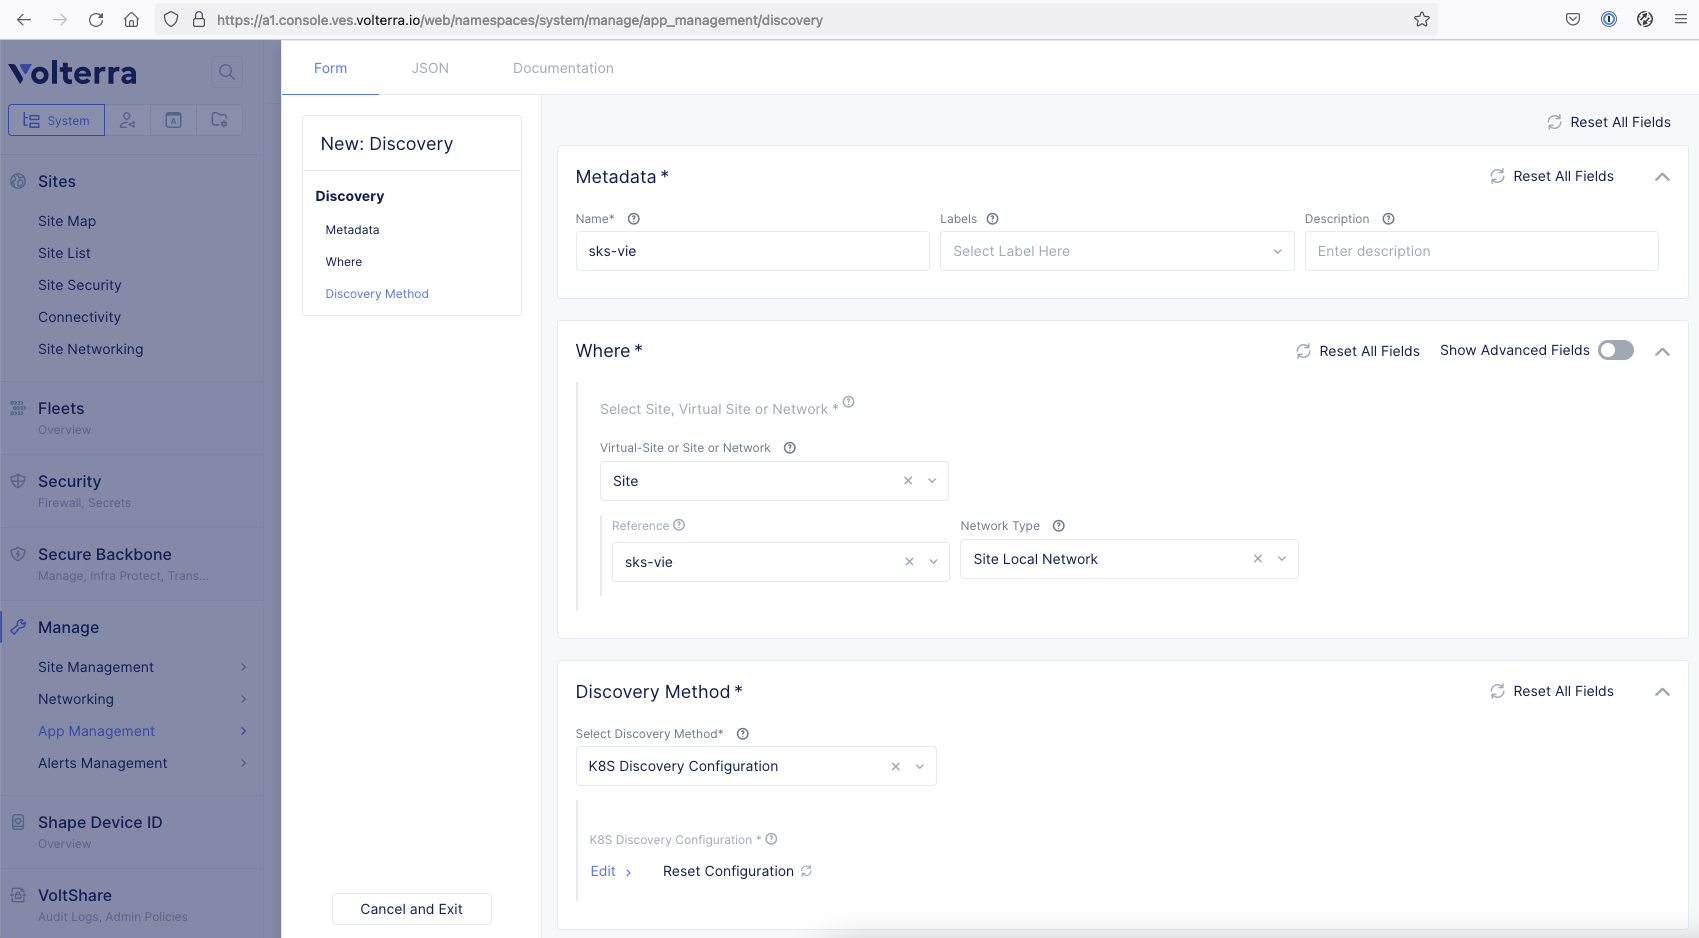 https://a1.console.ves.volterra.io/web/namespaces/system/manage/app_management/discovery
Volterra
System
Sites
Site Map
Site List
Site Security
Connectivity
Site Networking
Fleets
Overview
Security
Firewall, Secrets
Secure Backbone
Manage, Infra Protect, Trans...
Manage
Site Management
Networking
App Management
Alerts Management
Shape Device ID
Overview
VoltShare
Audit Logs, Admin Policies
Form JSON Documentation
New: Discovery
Discovery
Metadata
Where
Discovery Method
Cancel and Exit
Reset All Fields
Metadata * Reset All Fields
Name* Labels Description
sks-vie Select Label Here Enter description
Where * Reset All Fields Show Advanced Fields
Select Site, Virtual Site or Network *
Virtual-Site or Site or Network
Site
Reference Network Type
sks-vie Site Local Network
Discovery Method * Reset All Fields
Select Discovery Method*
K8S Discovery Configuration
K8S Discovery Configuration *
Edit Reset Configuration